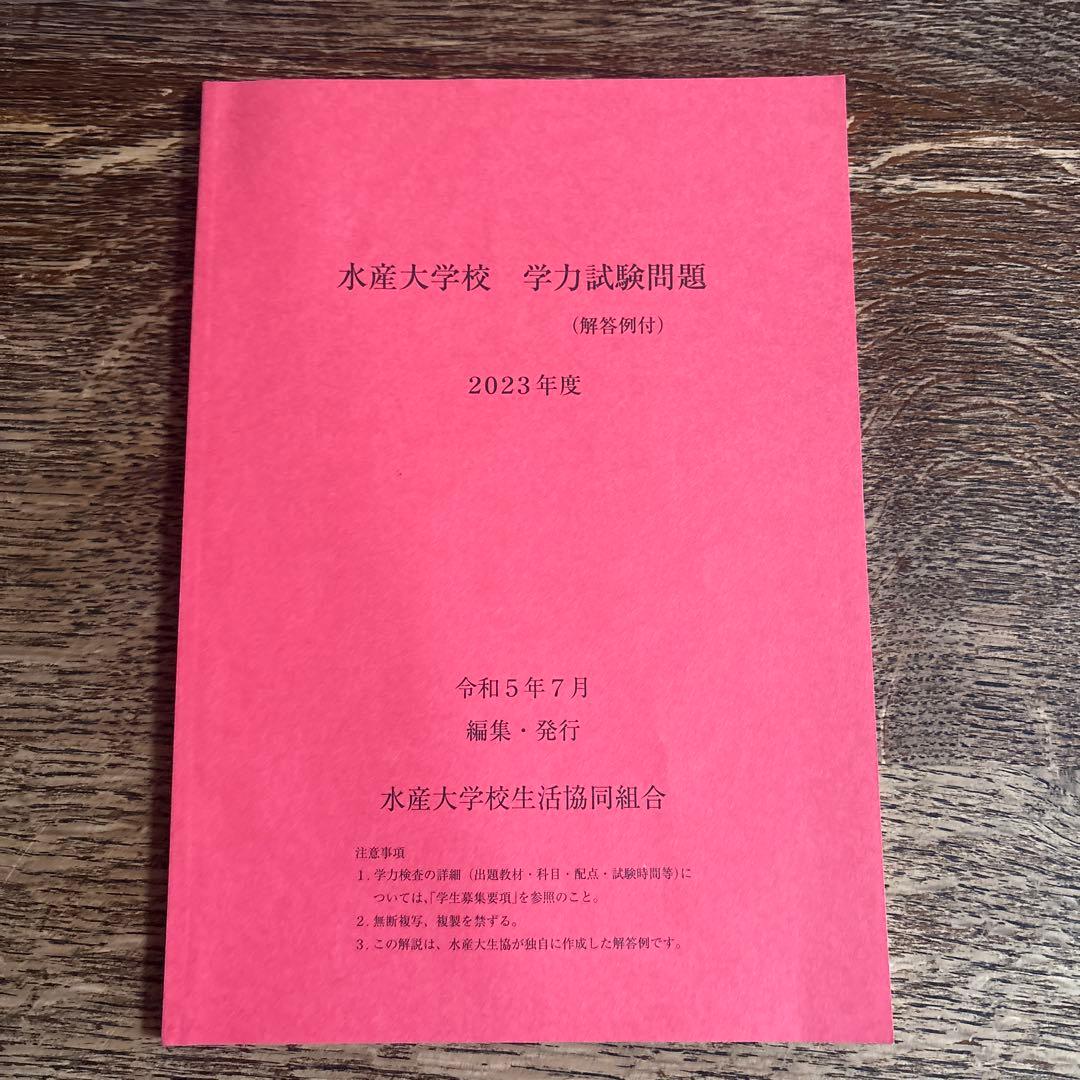 水産大学校　学力試験問題
（解答例付）
2023年度
令和5年7月
編集・発行
水産大学校生活協同組合
注意事項
1. 学力検査の詳細（出題教材・科目・配点・試験時間等）に
ついては、「学生募集要項」を参照のこと。
2. 無断複写、複製を禁ずる。
3. この解説は、水産大生協が独自に作成した解答例です。